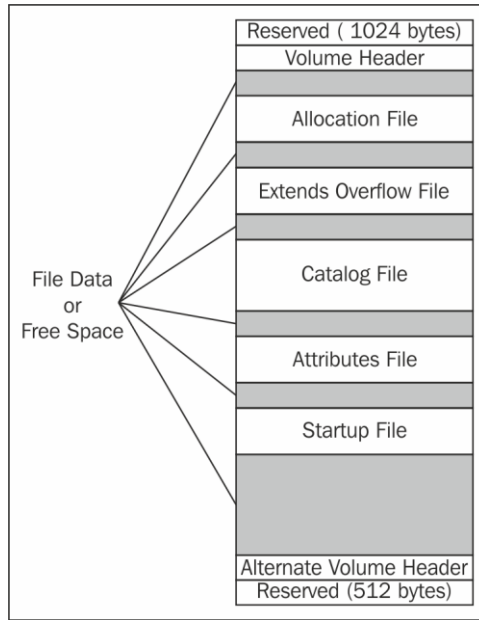 Reserved ( 1024 bytes)
Volume Header
Allocation File
Extends Overflow File
Catalog File
Attributes File
Startup File
Alternate Volume Header
Reserved (512 bytes)
File Data
or
Free Space